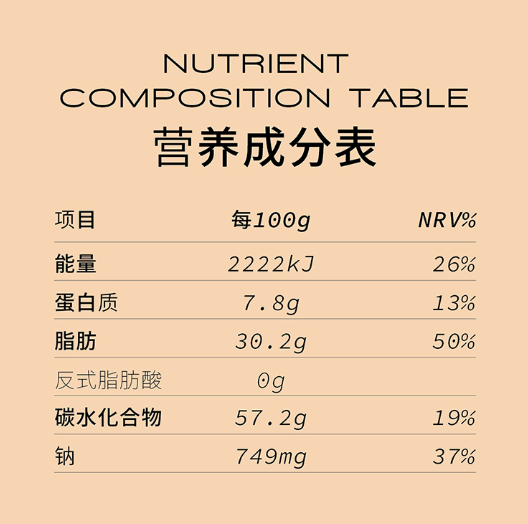 NUTRIENT
COMPOSITION TABLE
营养成分表
项目 每100g NRV%
能量 2222kJ 26%
蛋白质 7.8g 13%
脂肪 30.2g 50%
反式脂肪酸 0g
碳水化合物 57.2g 19%
钠 749mg 37%